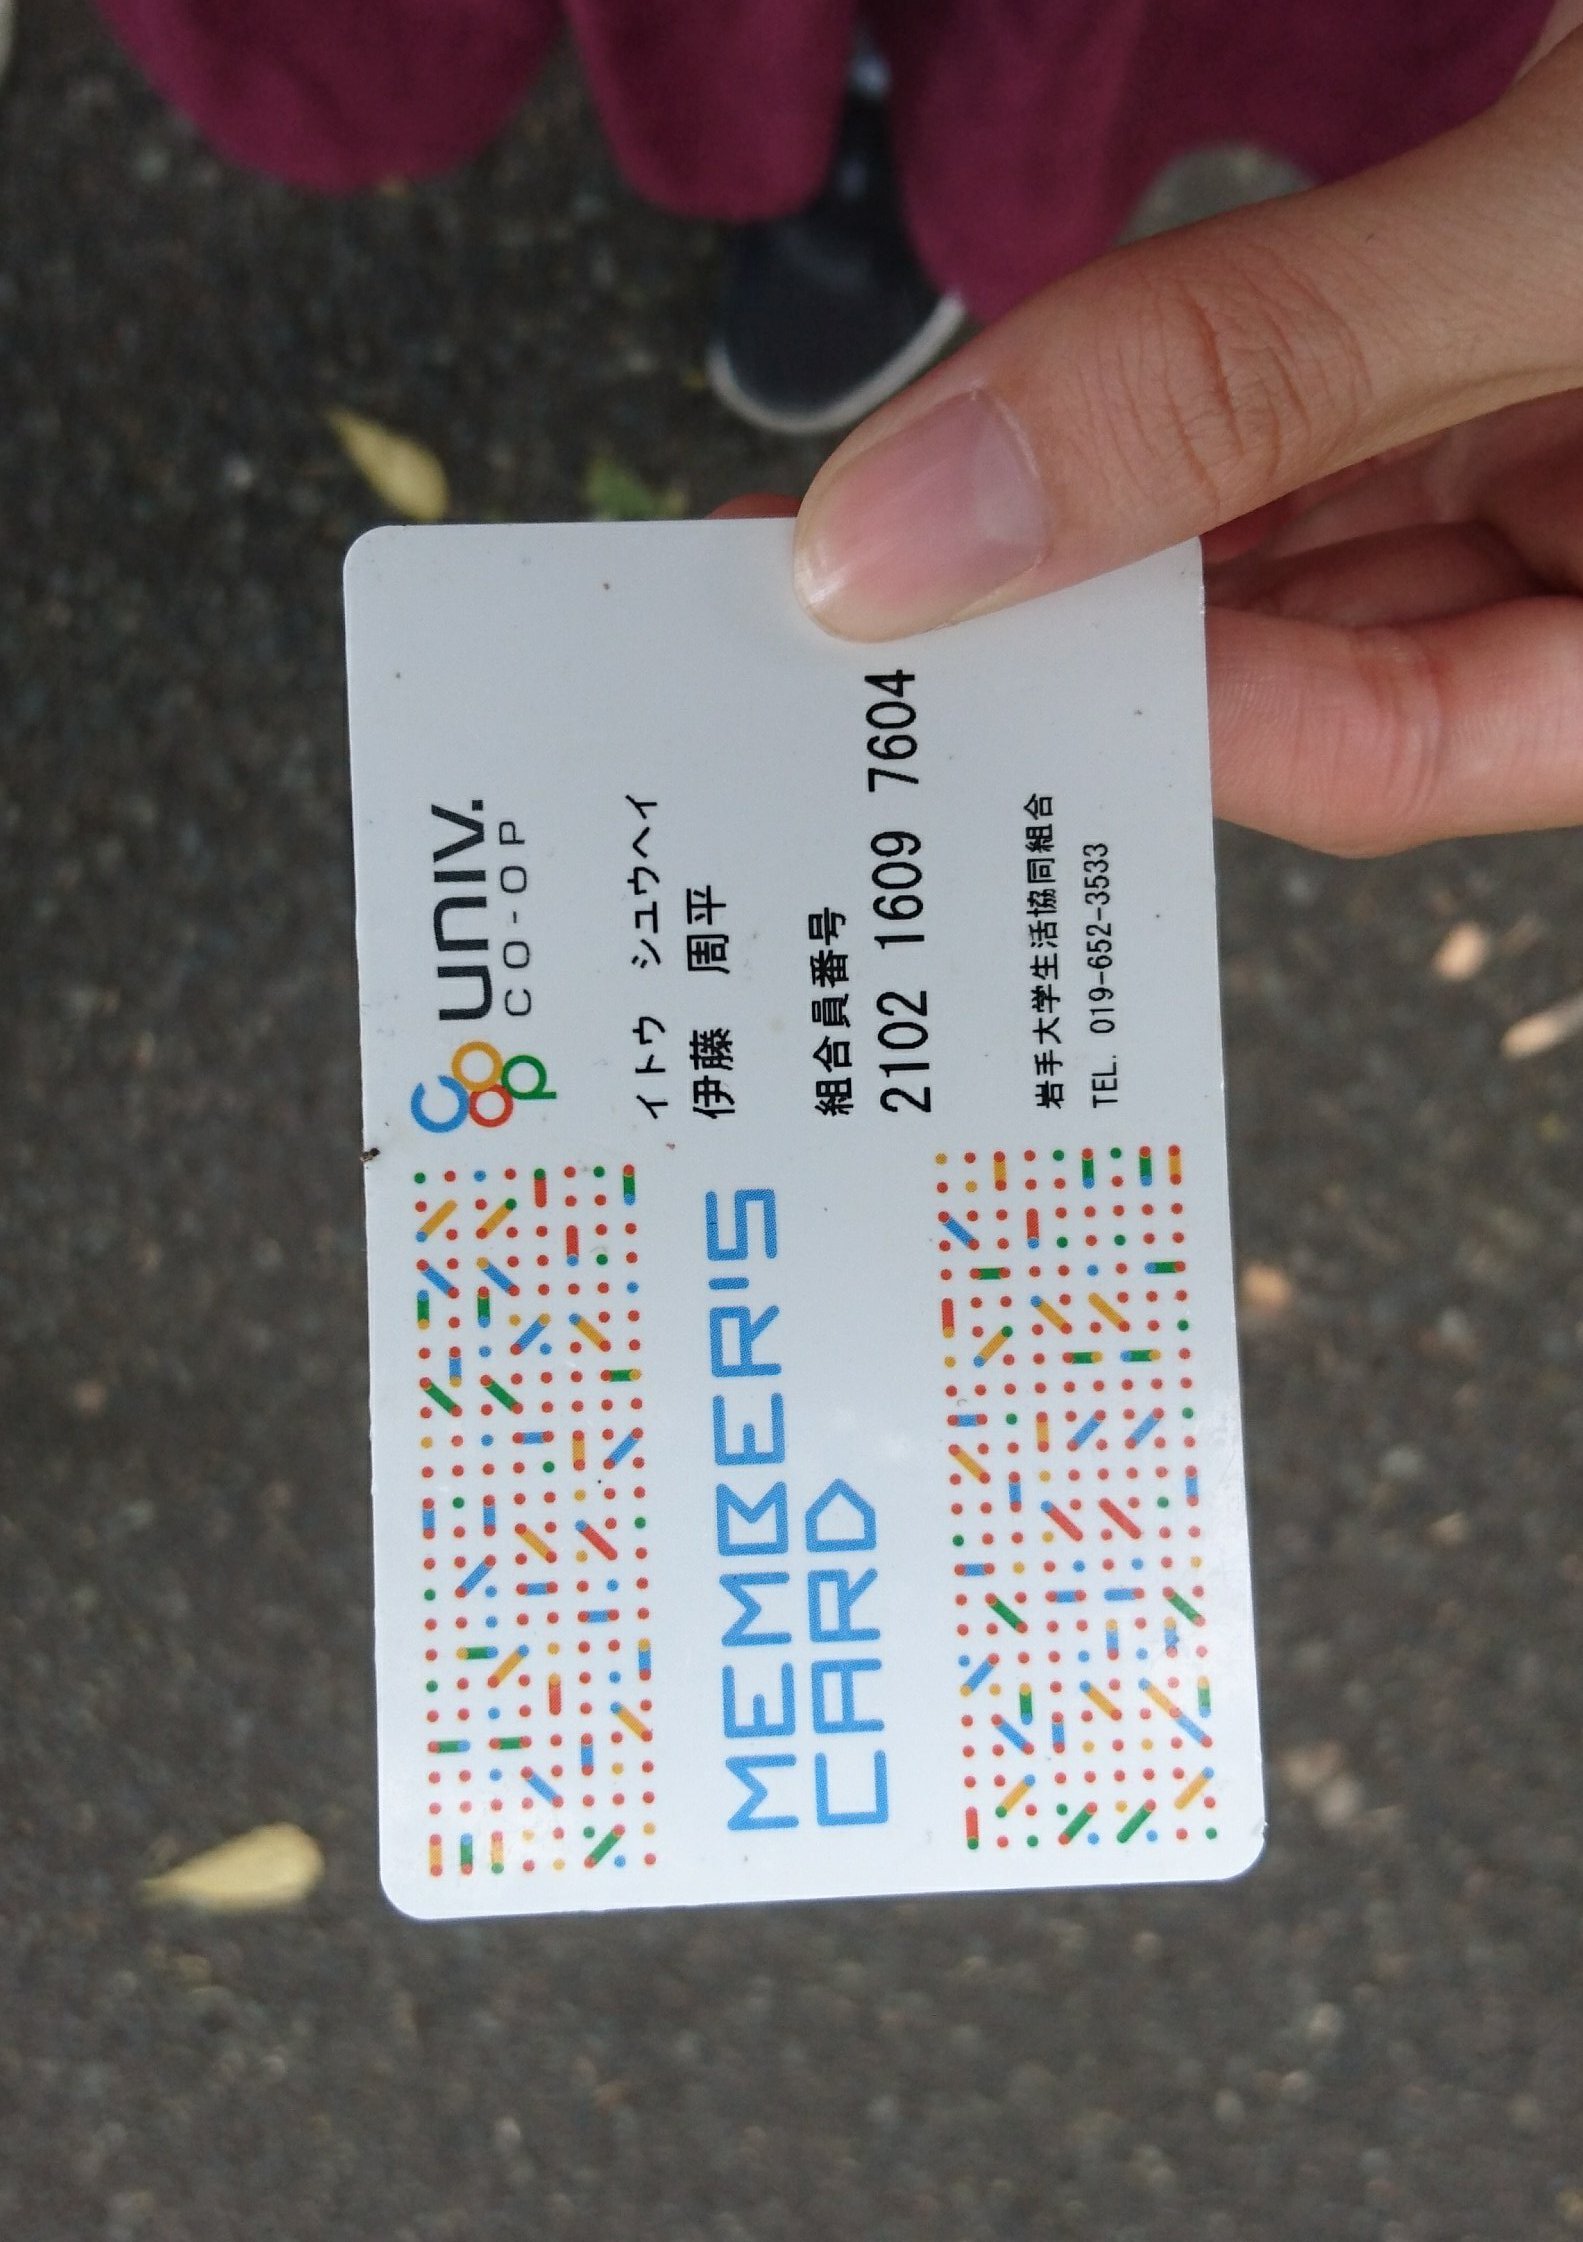 coop
univ.
CO-OP
イトウ　シュウヘイ
伊藤　周平
MEMBER'S
CARD
組合員番号
2102 1609 7604
岩手大学生活協同組合
TEL. 019-652-3533